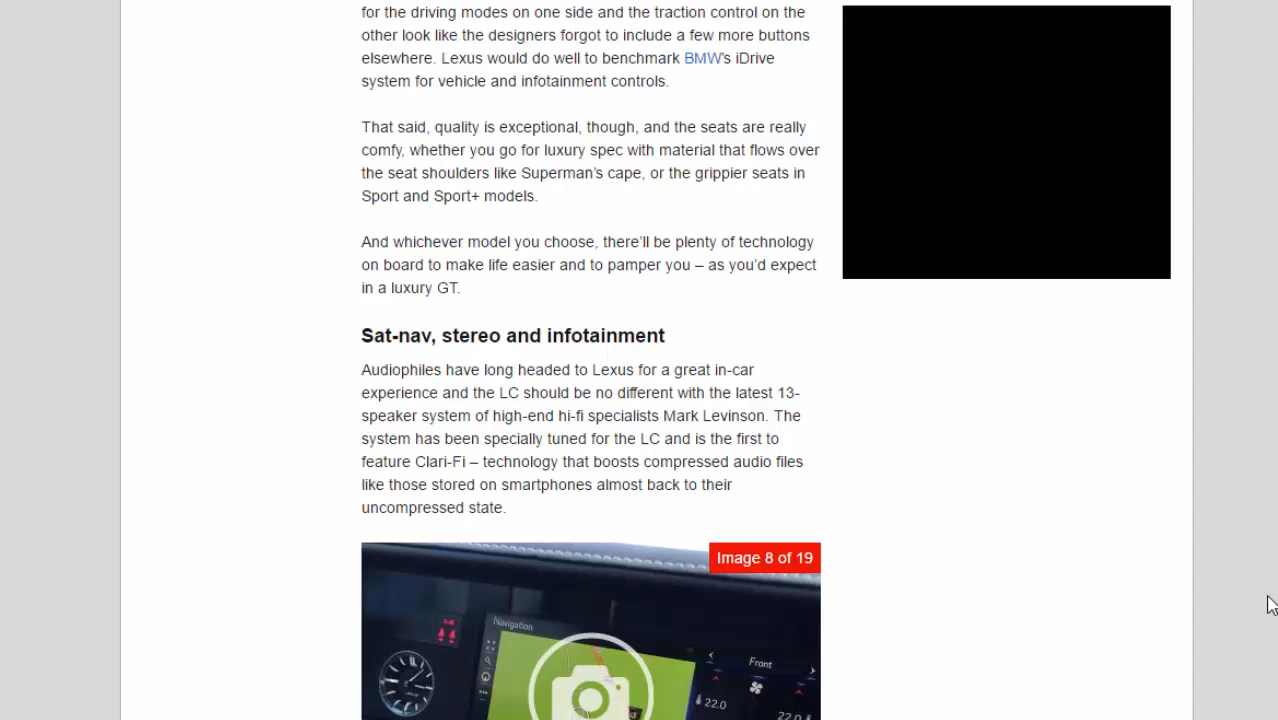 for the driving modes on one side and the traction control on the
other look like the designers forgot to include a few more buttons
elsewhere. Lexus would do well to benchmark BMW's iDrive
system for vehicle and infotainment controls.
That said, quality is exceptional, though, and the seats are really
comfy, whether you go for luxury spec with material that flows over
the seat shoulders like Superman’s cape, or the grippier seats in
Sport and Sport+ models.
And whichever model you choose, there’ll be plenty of technology
on board to make life easier and to pamper you – as you’d expect
in a luxury GT.
Sat-nav, stereo and infotainment
Audiophiles have long headed to Lexus for a great in-car
experience and the LC should be no different with the latest 13-
speaker system of high-end hi-fi specialists Mark Levinson. The
system has been specially tuned for the LC and is the first to
feature Clari-Fi – technology that boosts compressed audio files
like those stored on smartphones almost back to their
uncompressed state.
Image 8 of 19
Navigation
Front
22.0
22.0